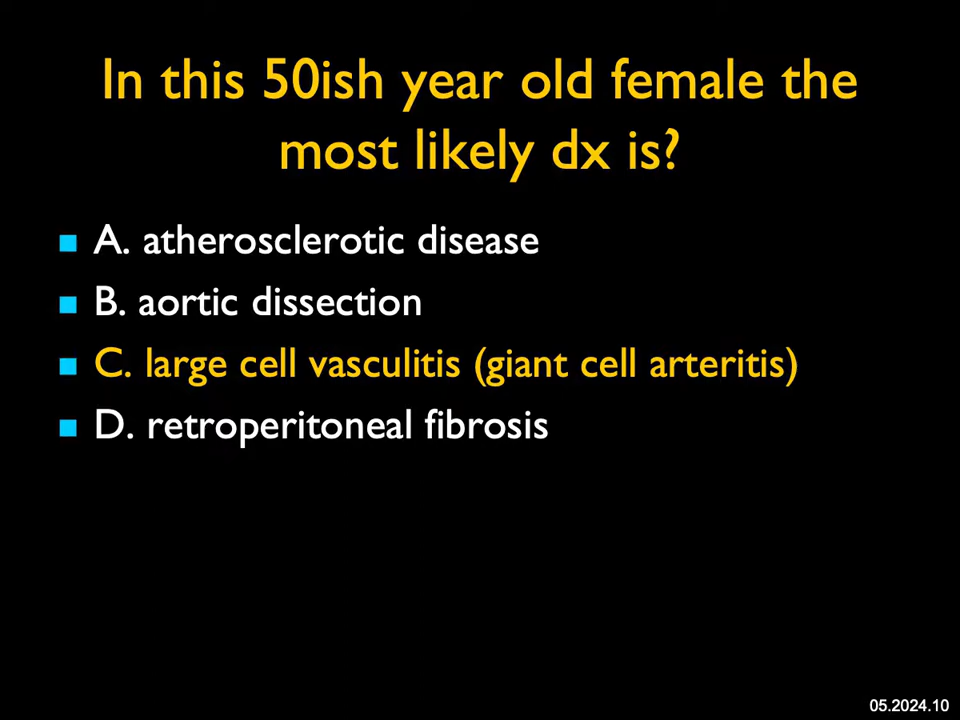 In this 50ish year old female the
most likely dx is?
A. atherosclerotic disease
B. aortic dissection
C. large cell vasculitis (giant cell arteritis)
D. retroperitoneal fibrosis
05.2024.10